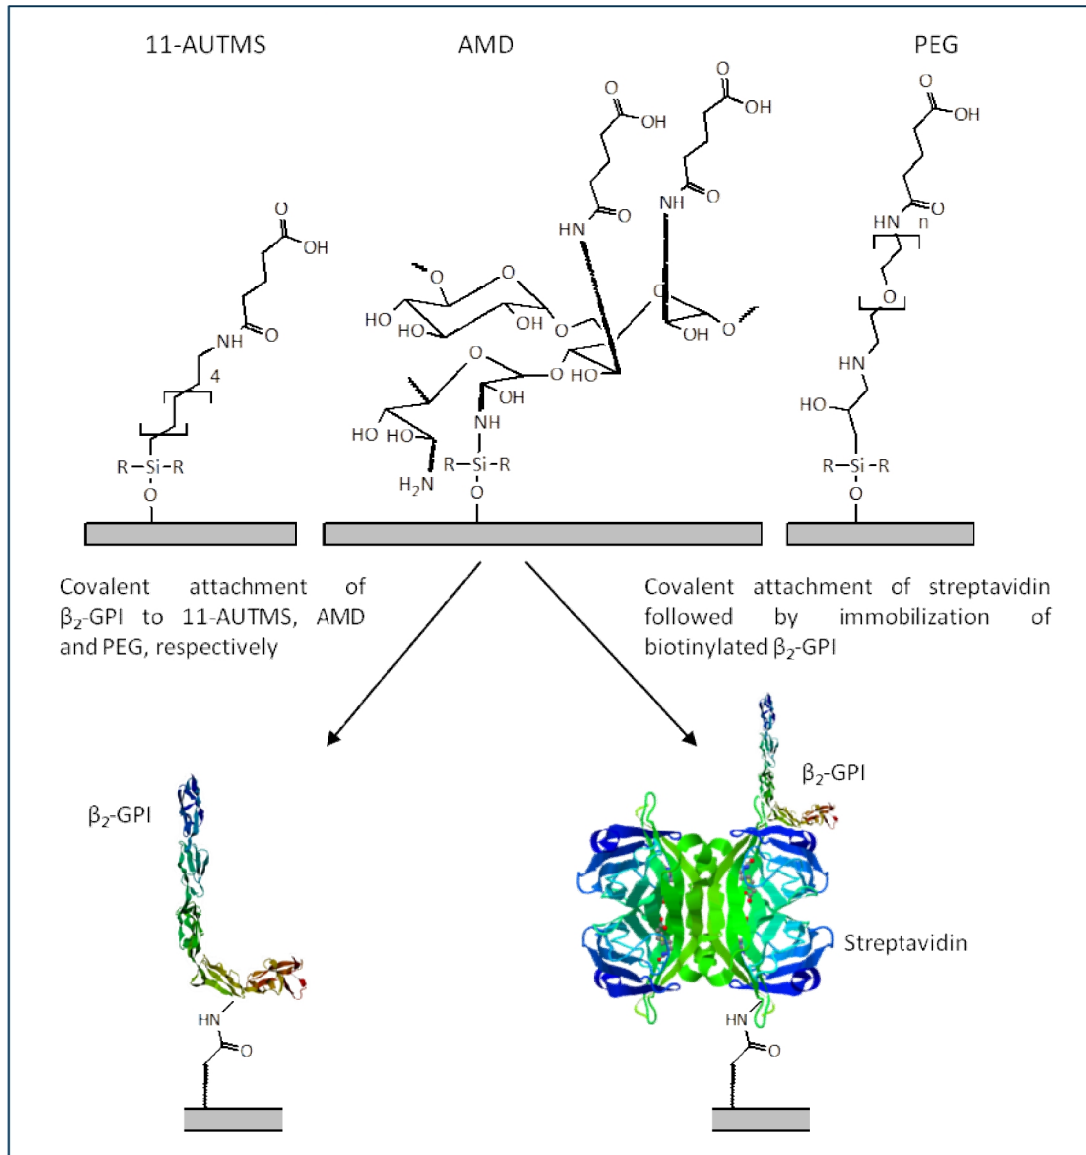 11-AUTMS
AMD
PEG
O
OH
O
NH
4
R–Si–R
O
O
OH
O
NH
O
OH
O
NH
O
O
HO
HO
OH
O
O
OH
O
O
HO
O
O
OH
NH
HO
HO
H₂N
R–Si–R
O
O
OH
O
HN
n
O
HN
HO
R–Si–R
O
Covalent attachment of
β₂-GPI to 11-AUTMS, AMD
and PEG, respectively
Covalent attachment of streptavidin
followed by immobilization of
biotinylated β₂-GPI
β₂-GPI
HN
O
β₂-GPI
Streptavidin
HN
O